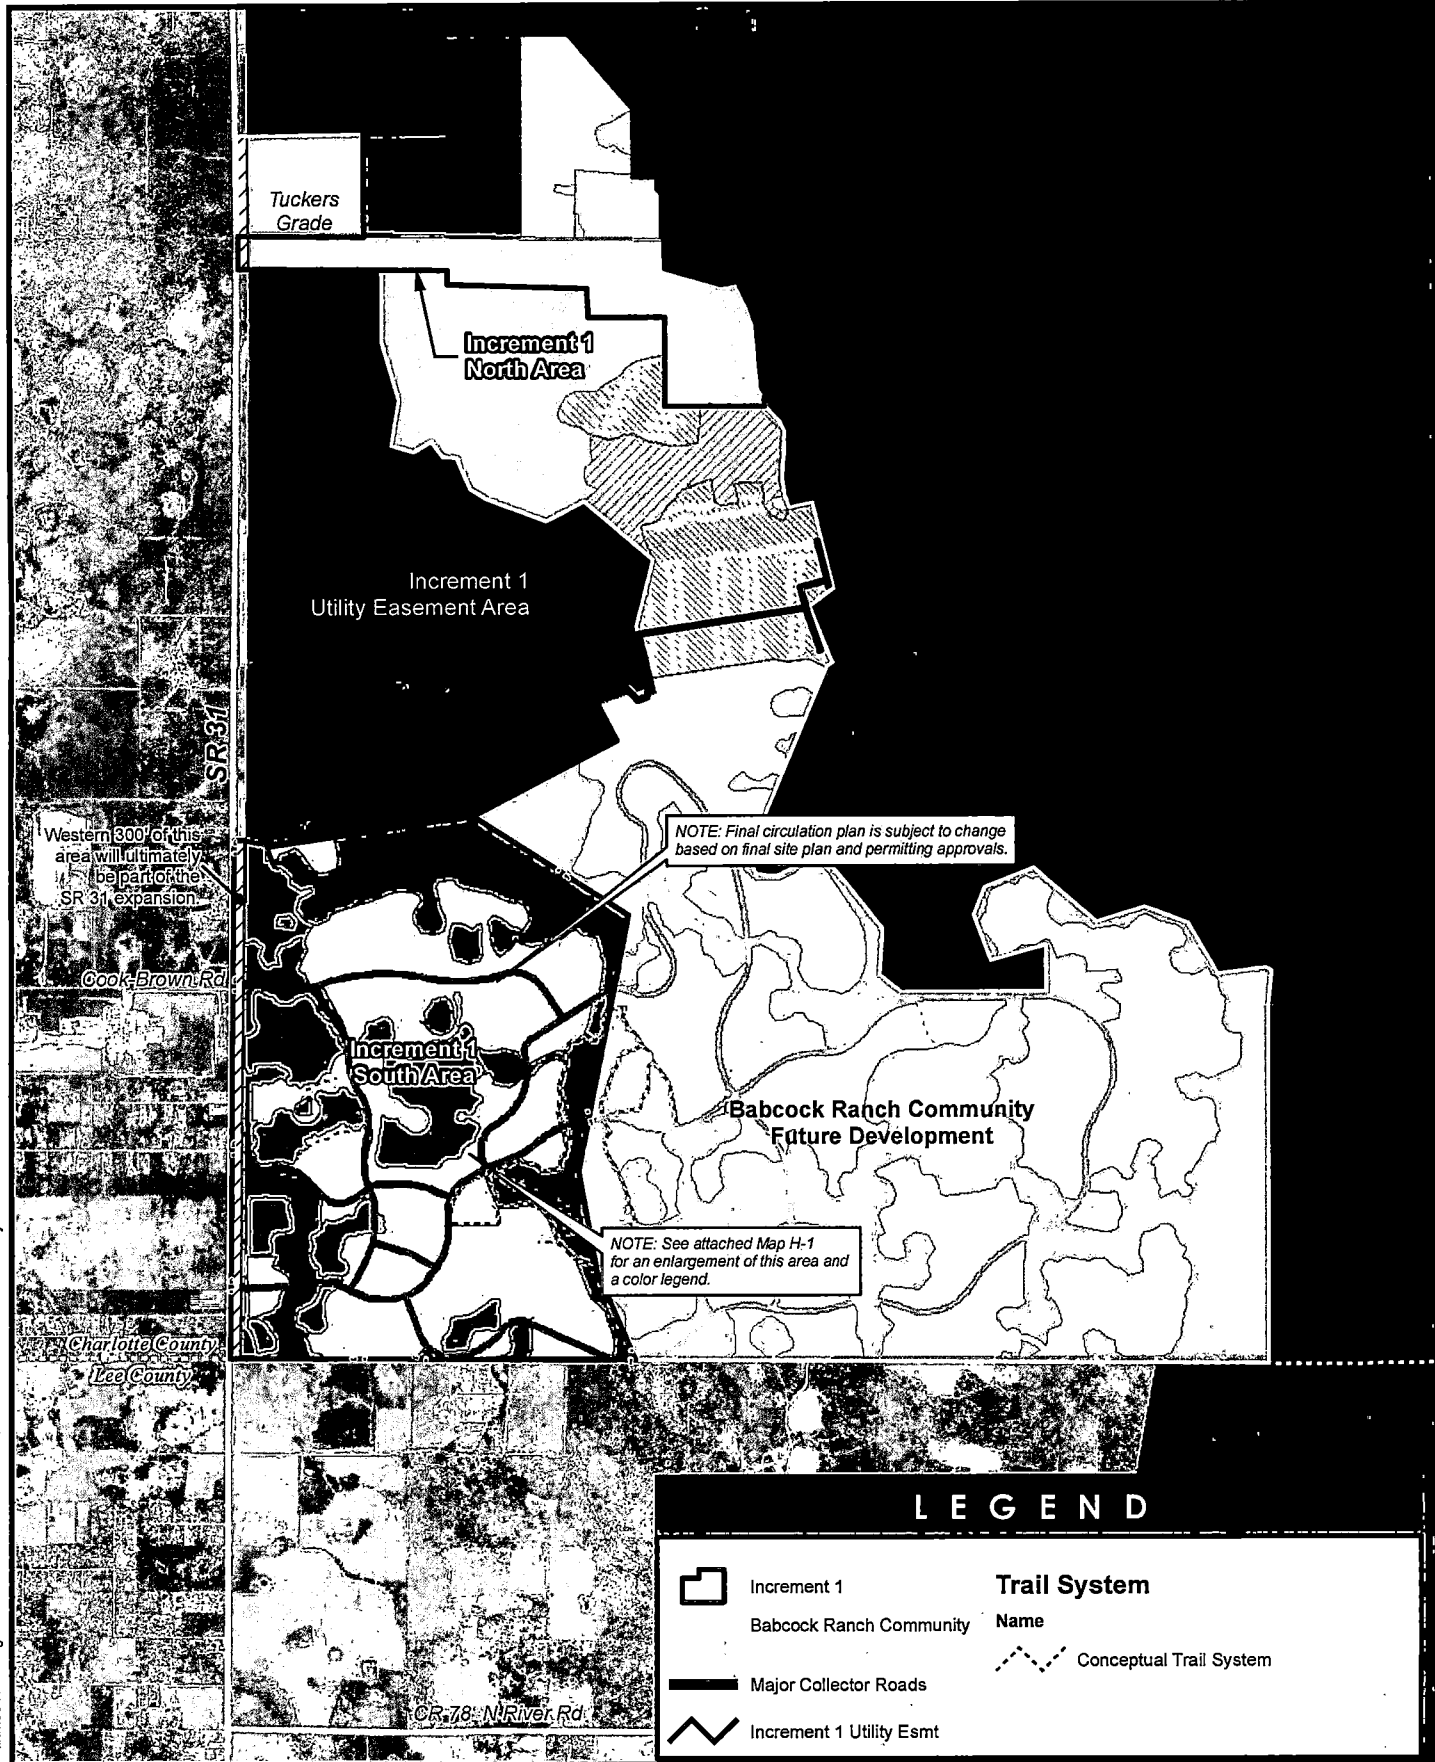 Tuckers
Grade
Increment 1
North Area
Increment 1
Utility Easement Area
SR 31
Western 300' of this
area will ultimately
be part of the
SR 31 expansion.
NOTE: Final circulation plan is subject to change
based on final site plan and permitting approvals.
Cook-Brown Rd
Increment 1
South Area
Babcock Ranch Community
Future Development
NOTE: See attached Map H-1
for an enlargement of this area and
a color legend.
Charlotte County
Lee County
CR 78 N River Rd
LEGEND
Increment 1
Babcock Ranch Community
Major Collector Roads
Increment 1 Utility Esmt
Trail System
Name
Conceptual Trail System